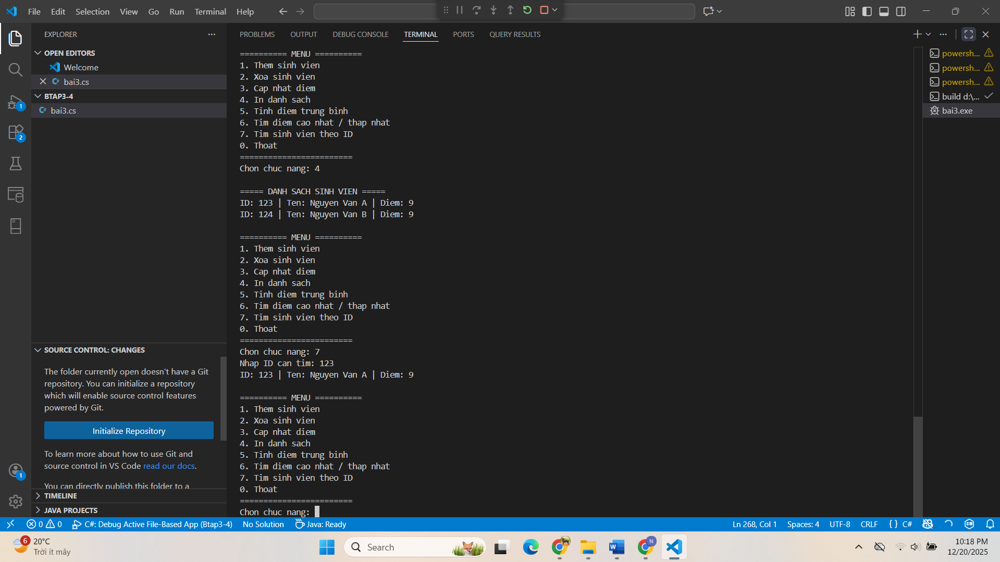 File Edit Selection View Go Run Terminal Help
EXPLORER
OPEN EDITORS
Welcome
bai3.cs
BTAP3-4
bai3.cs
SOURCE CONTROL: CHANGES
The folder currently open doesn't have a Git
repository. You can initialize a repository
which will enable source control features
powered by Git.
Initialize Repository
To learn more about how to use Git and
source control in VS Code read our docs.
You can directly publish this folder to a
TIMELINE
JAVA PROJECTS
1
2
1
PROBLEMS OUTPUT DEBUG CONSOLE TERMINAL PORTS QUERY RESULTS
========== MENU ==========
1. Them sinh vien
2. Xoa sinh vien
3. Cap nhat diem
4. In danh sach
5. Tinh diem trung binh
6. Tim diem cao nhat / thap nhat
7. Tim sinh vien theo ID
0. Thoat
========================
Chon chuc nang: 4
===== DANH SACH SINH VIEN =====
ID: 123 | Ten: Nguyen Van A | Diem: 9
ID: 124 | Ten: Nguyen Van B | Diem: 9
========== MENU ==========
1. Them sinh vien
2. Xoa sinh vien
3. Cap nhat diem
4. In danh sach
5. Tinh diem trung binh
6. Tim diem cao nhat / thap nhat
7. Tim sinh vien theo ID
0. Thoat
========================
Chon chuc nang: 7
Nhap ID can tim: 123
ID: 123 | Ten: Nguyen Van A | Diem: 9
========== MENU ==========
1. Them sinh vien
2. Xoa sinh vien
3. Cap nhat diem
4. In danh sach
5. Tinh diem trung binh
6. Tim diem cao nhat / thap nhat
7. Tim sinh vien theo ID
0. Thoat
========================
Chon chuc nang:
powersh...
powersh...
powersh...
build d:\...
bai3.exe
0 0 C#: Debug Active File-Based App (Btap3-4) No Solution Java: Ready Ln 268, Col 1 Spaces: 4 UTF-8 CRLF {} C#
6
20°C
Trời ít mây
Search
N
10:18 PM
12/20/2025